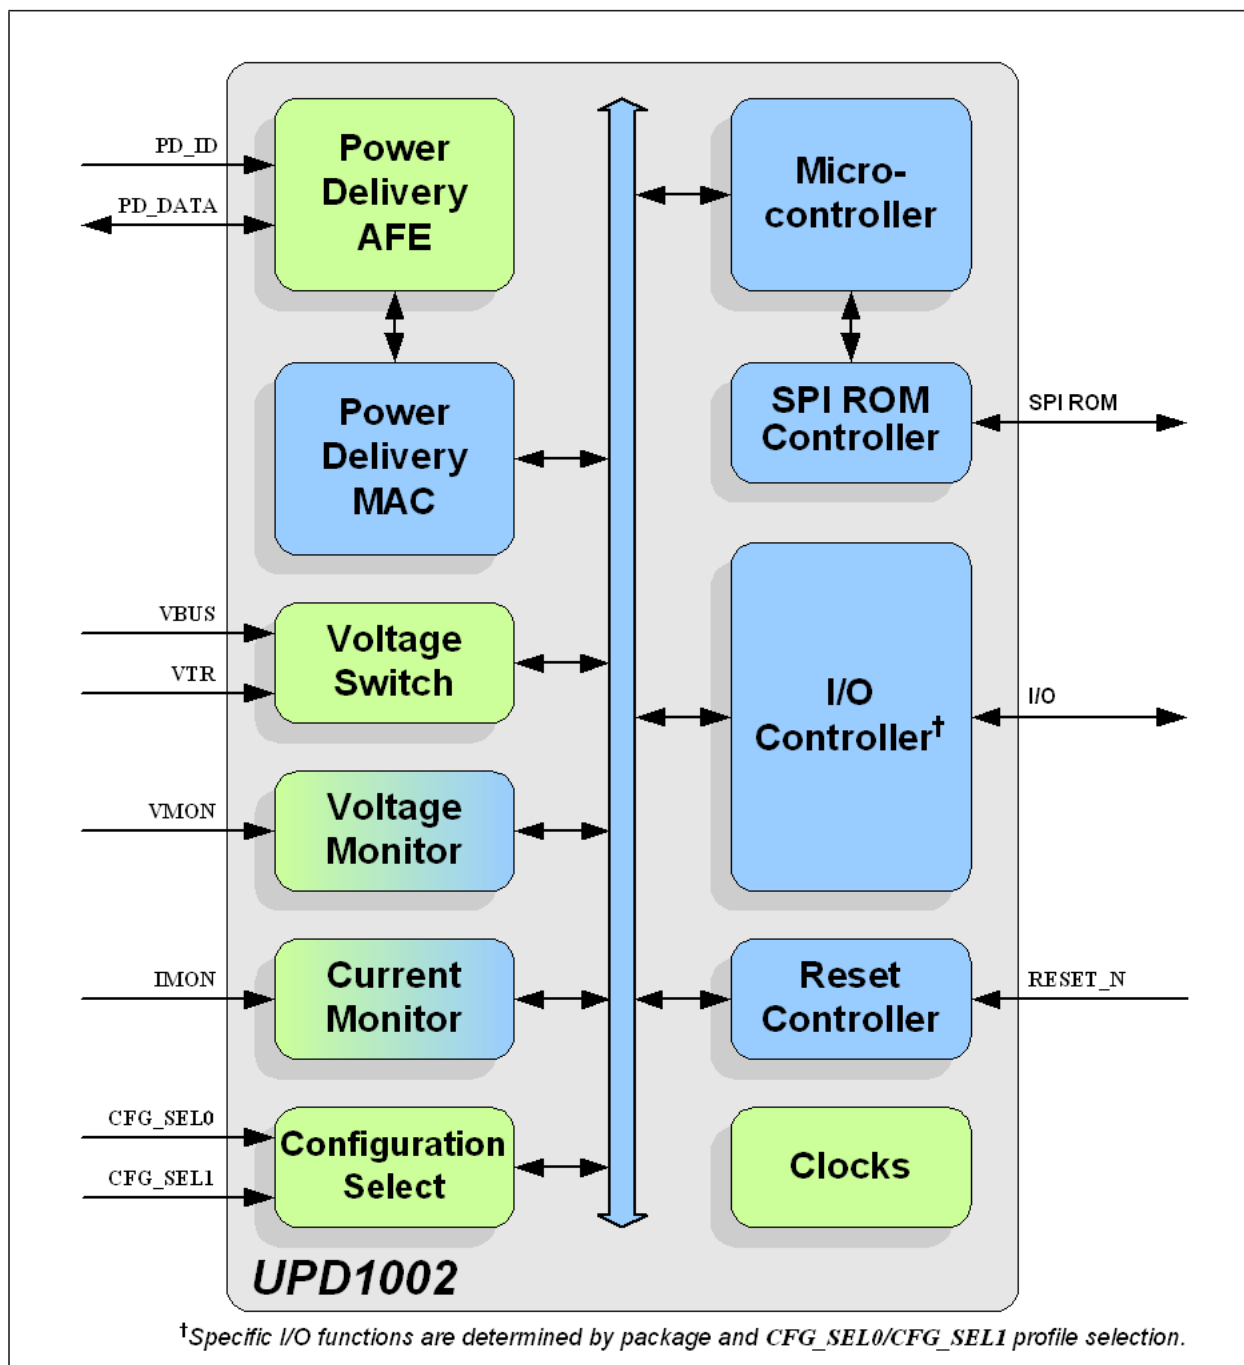 PD_ID
PD_DATA
Power
Delivery
AFE
Micro-
controller
Power
Delivery
MAC
SPI ROM
Controller
SPI ROM
VBUS
VTR
Voltage
Switch
I/O
Controller†
I/O
VMON
Voltage
Monitor
IMON
Current
Monitor
Reset
Controller
RESET_N
CFG_SEL0
CFG_SEL1
Configuration
Select
Clocks
UPD1002
†Specific I/O functions are determined by package and CFG_SEL0/CFG_SEL1 profile selection.